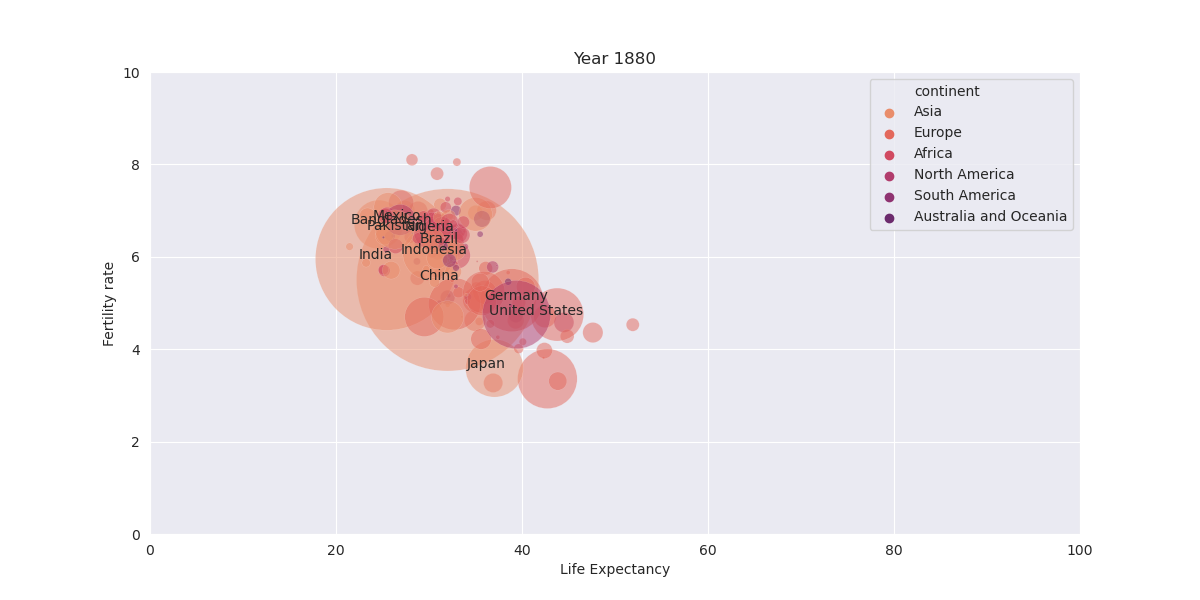 Year 1880
10
8
6
4
2
0
Fertility rate
0 20 40 60 80 100
Life Expectancy
continent
Asia
Europe
Africa
North America
South America
Australia and Oceania
Mexico
Bangladesh
Pakistan
Algeria
Brazil
Indonesia
India
China
Germany
United States
Japan